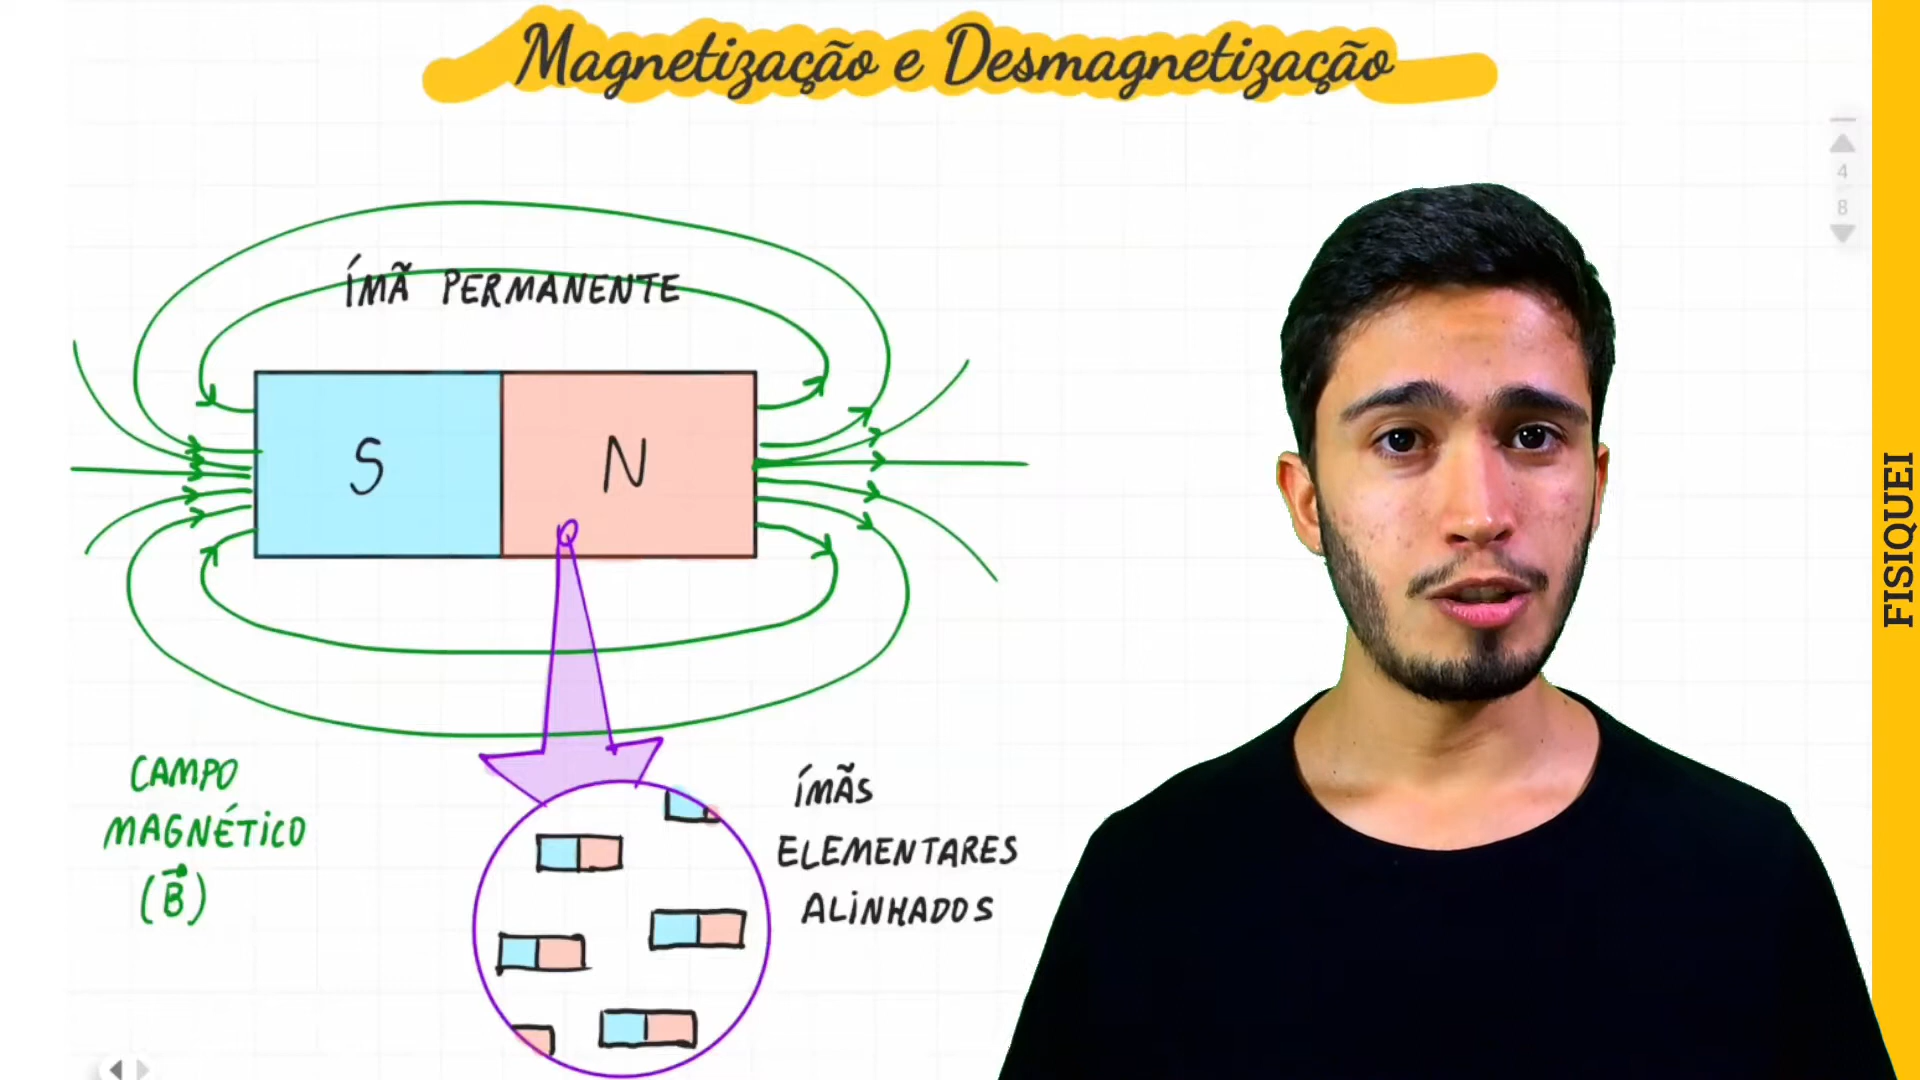 Magnetização e Desmagnetização
4
8
ÍMÃ PERMANENTE
S
N
CAMPO
MAGNÉTICO
(B⃗)
ÍMÃS
ELEMENTARES
ALINHADOS
FISIQUEI